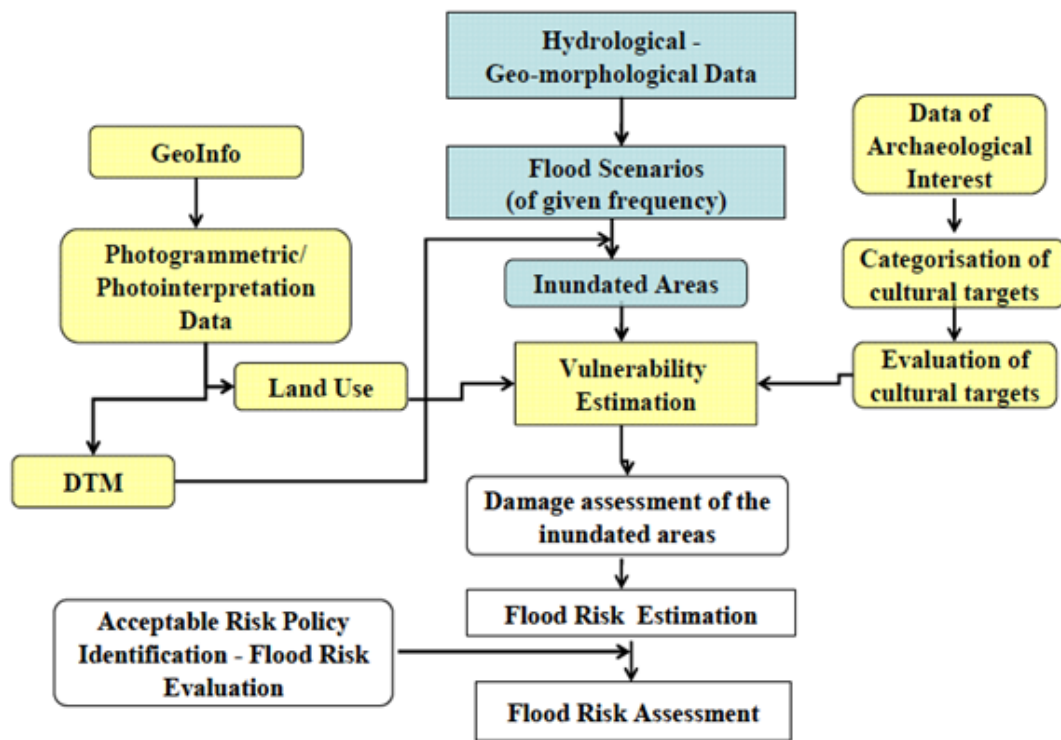 Hydrological -
Geo-morphological Data
Data of
Archaeological
Interest
GeoInfo
Flood Scenarios
(of given frequency)
Photogrammetric/
Photointerpretation
Data
Categorisation of
cultural targets
Inundated Areas
Land Use
Vulnerability
Estimation
Evaluation of
cultural targets
DTM
Damage assessment of the
inundated areas
Flood Risk Estimation
Acceptable Risk Policy
Identification - Flood Risk
Evaluation
Flood Risk Assessment